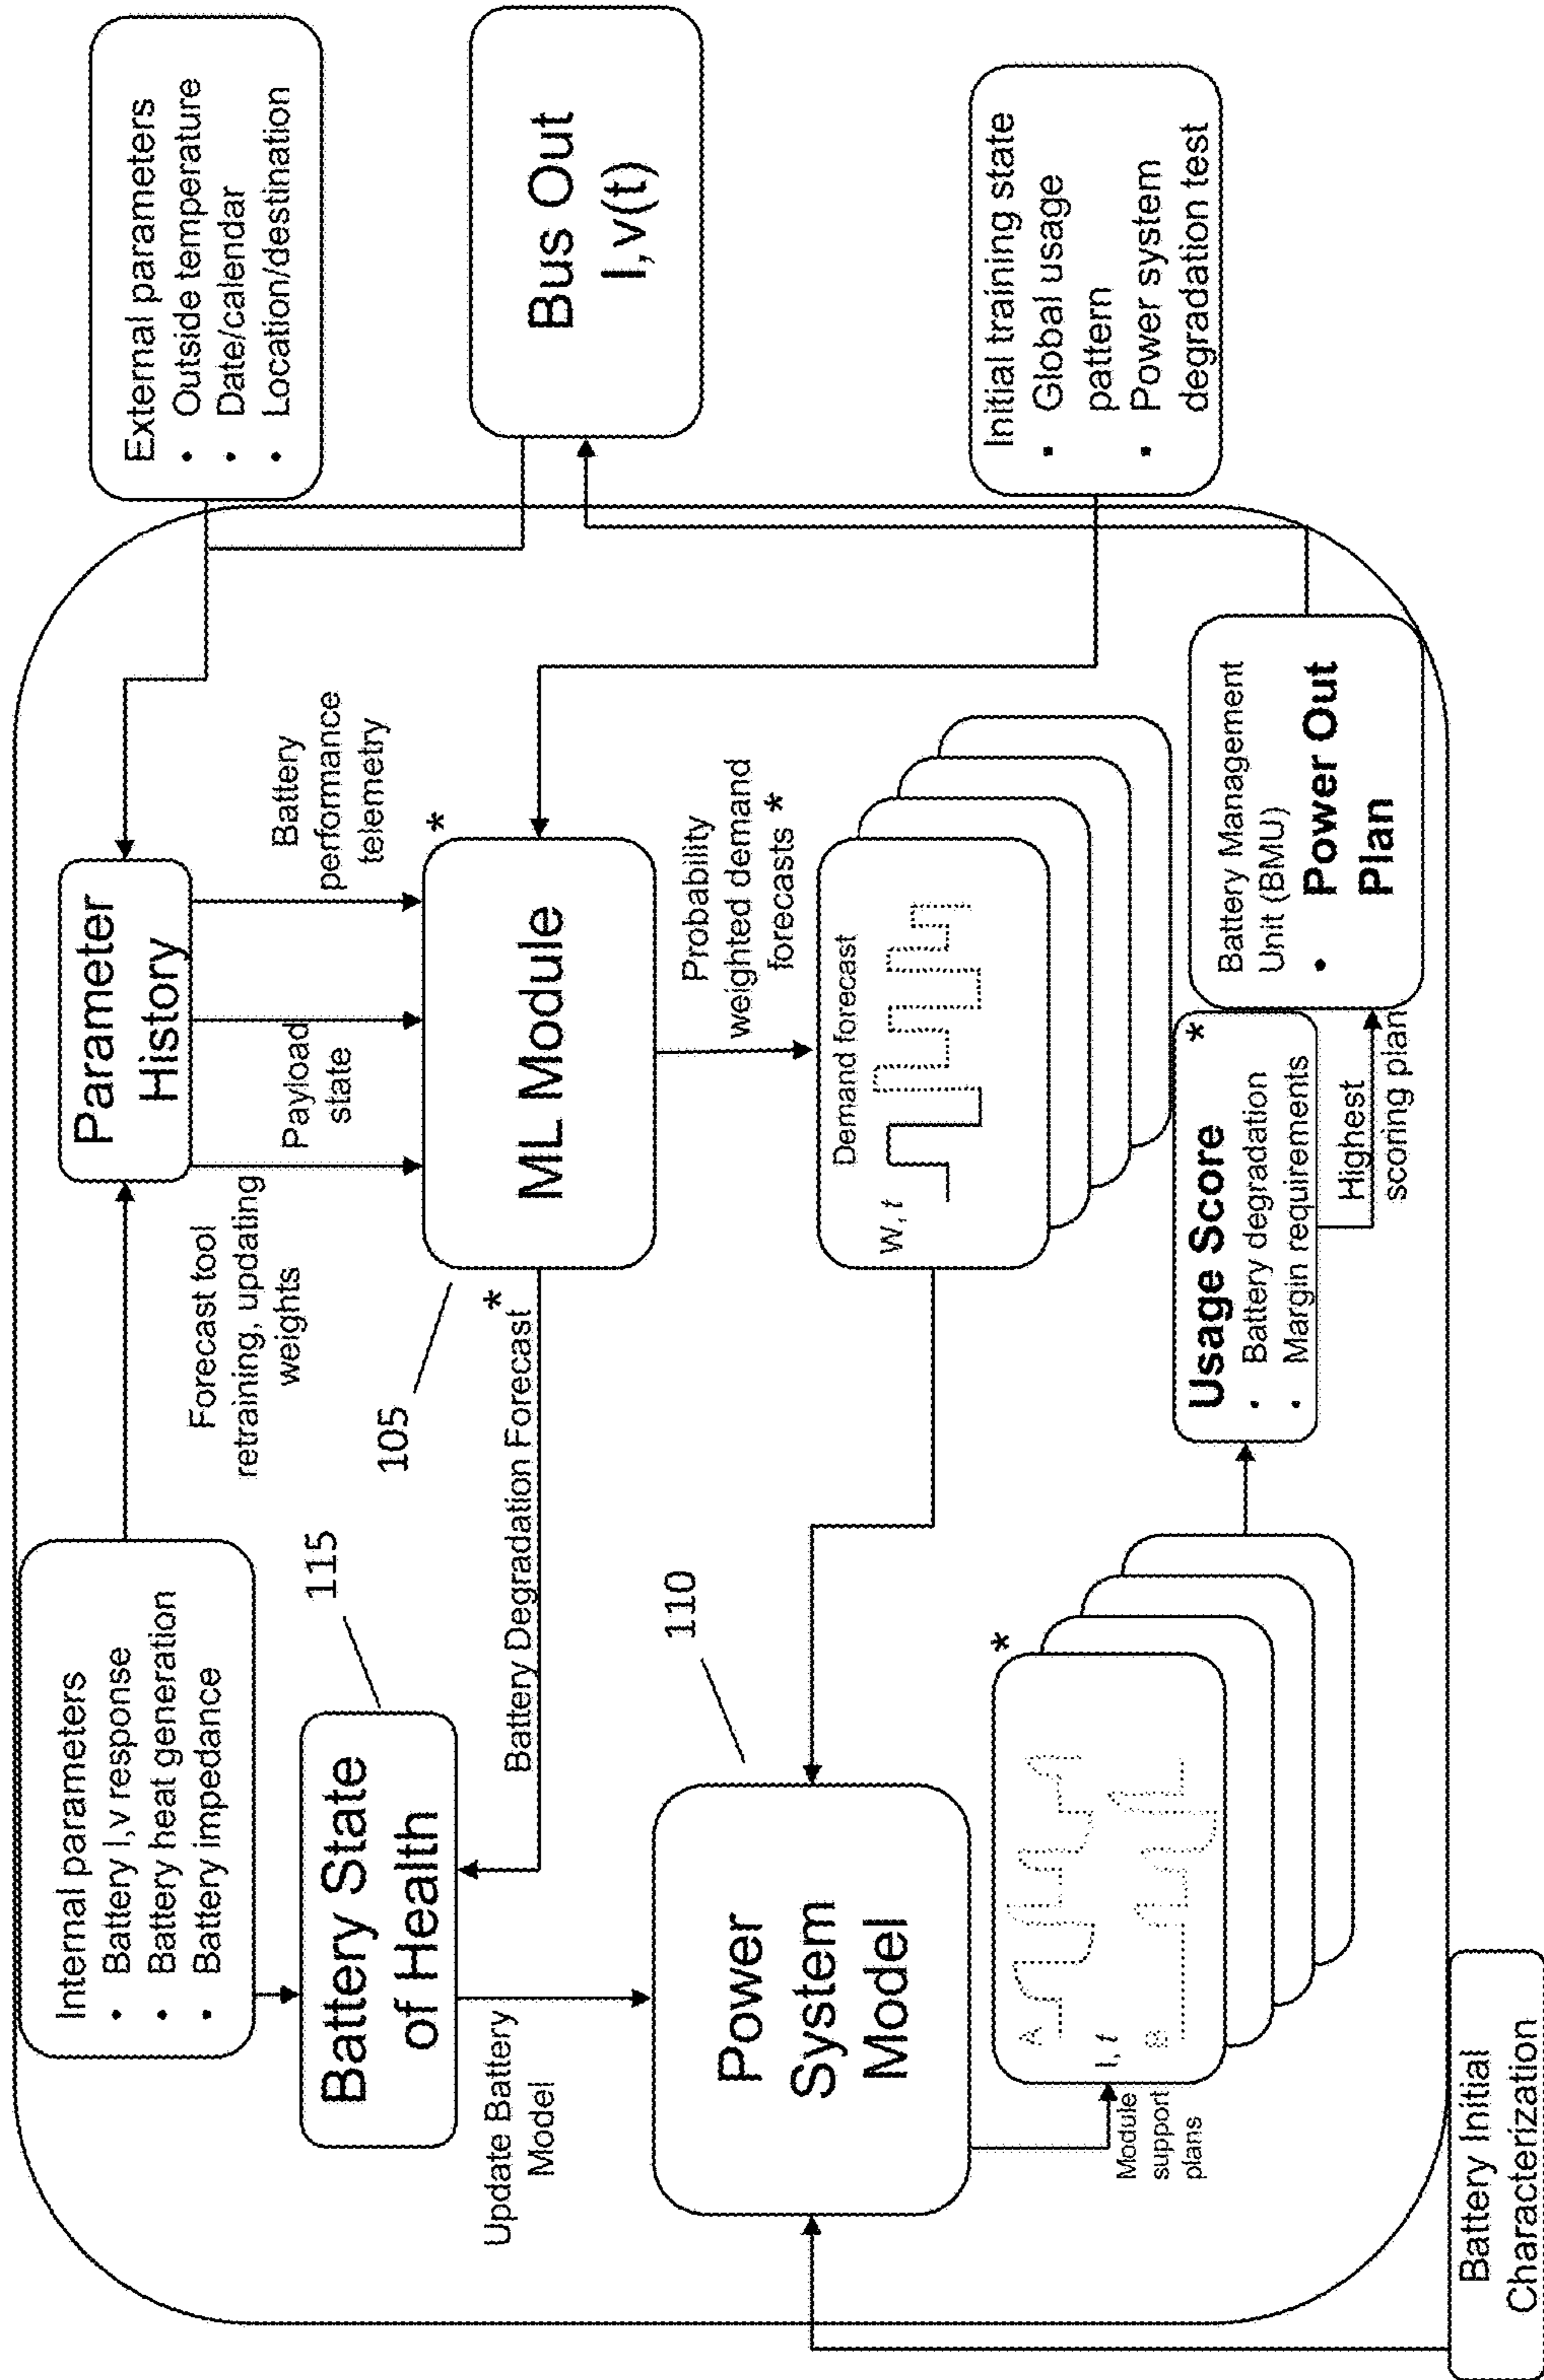 Internal parameters
• Battery I,v response
• Battery heat generation
• Battery impedance
Parameter
History
External parameters
• Outside temperature
• Date/calendar
• Location/destination
Forecast tool
retraining, updating
weights
Payload
state
Battery
performance
telemetry
115
Battery State
of Health
105
ML Module
*
Bus Out
I,v(t)
Battery Degradation Forecast
*
Update Battery
Model
110
Power
System
Model
Probability
weighted demand
forecasts *
Demand forecast
W, t
Initial training state
• Global usage
pattern
• Power system
degradation test
Module
support
plans
*
A
I, t
B
Usage Score
*
• Battery degradation
• Margin requirements
Highest
scoring plan
Battery Management
Unit (BMU)
• Power Out
Plan
Battery Initial
Characterization